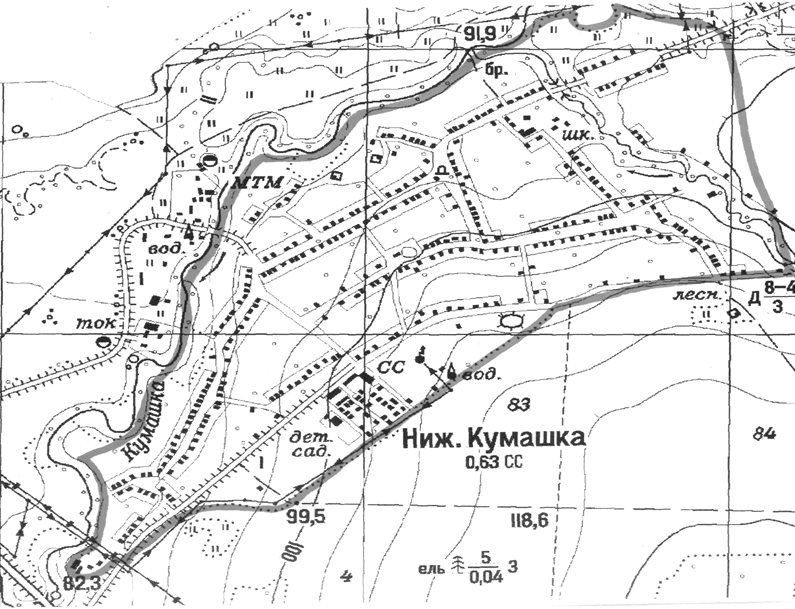 91,9
бр.
шк.
МТМ
р
вод.
ток
лесн.
Д 8-4
3
СС
вод.
Кумашка
83
84
дет.
сад.
Ниж. Кумашка
0,63 СС
99,5
118,6
100
ель 5 3
0,04
4
82,3